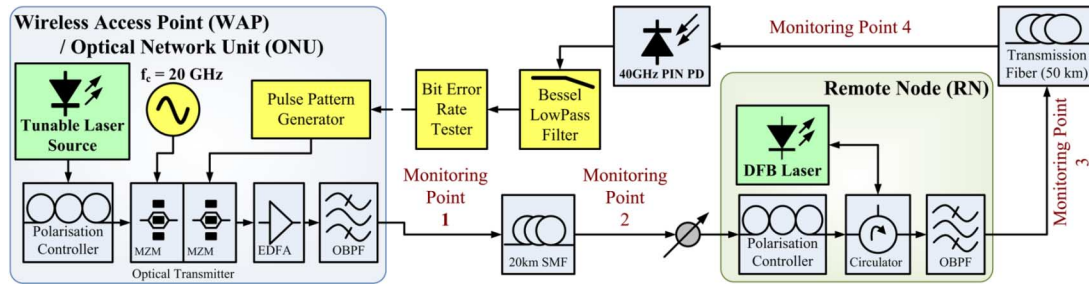 Wireless Access Point (WAP)
/ Optical Network Unit (ONU)
f_c = 20 GHz
Tunable Laser
Source
Pulse Pattern
Generator
Polarisation
Controller
MZM
MZM
EDFA
OBPF
Optical Transmitter
Bit Error
Rate
Tester
Bessel
LowPass
Filter
40GHz PIN PD
Monitoring Point 4
Transmission
Fiber (50 km)
Monitoring
Point
1
20km SMF
Monitoring
Point
2
Remote Node (RN)
DFB Laser
Polarisation
Controller
Circulator
OBPF
Monitoring Point
3